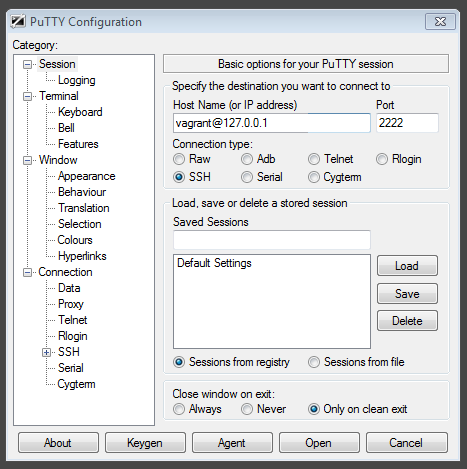 PuTTY Configuration
Category:
Session
Logging
Terminal
Keyboard
Bell
Features
Window
Appearance
Behaviour
Translation
Selection
Colours
Hyperlinks
Connection
Data
Proxy
Telnet
Rlogin
SSH
Serial
Cygterm
Basic options for your PuTTY session
Specify the destination you want to connect to
Host Name (or IP address) Port
vagrant@127.0.0.1 2222
Connection type:
Raw Adb Telnet Rlogin
SSH Serial Cygterm
Load, save or delete a stored session
Saved Sessions
Default Settings
Load
Save
Delete
Sessions from registry Sessions from file
Close window on exit:
Always Never Only on clean exit
About Keygen Agent Open Cancel